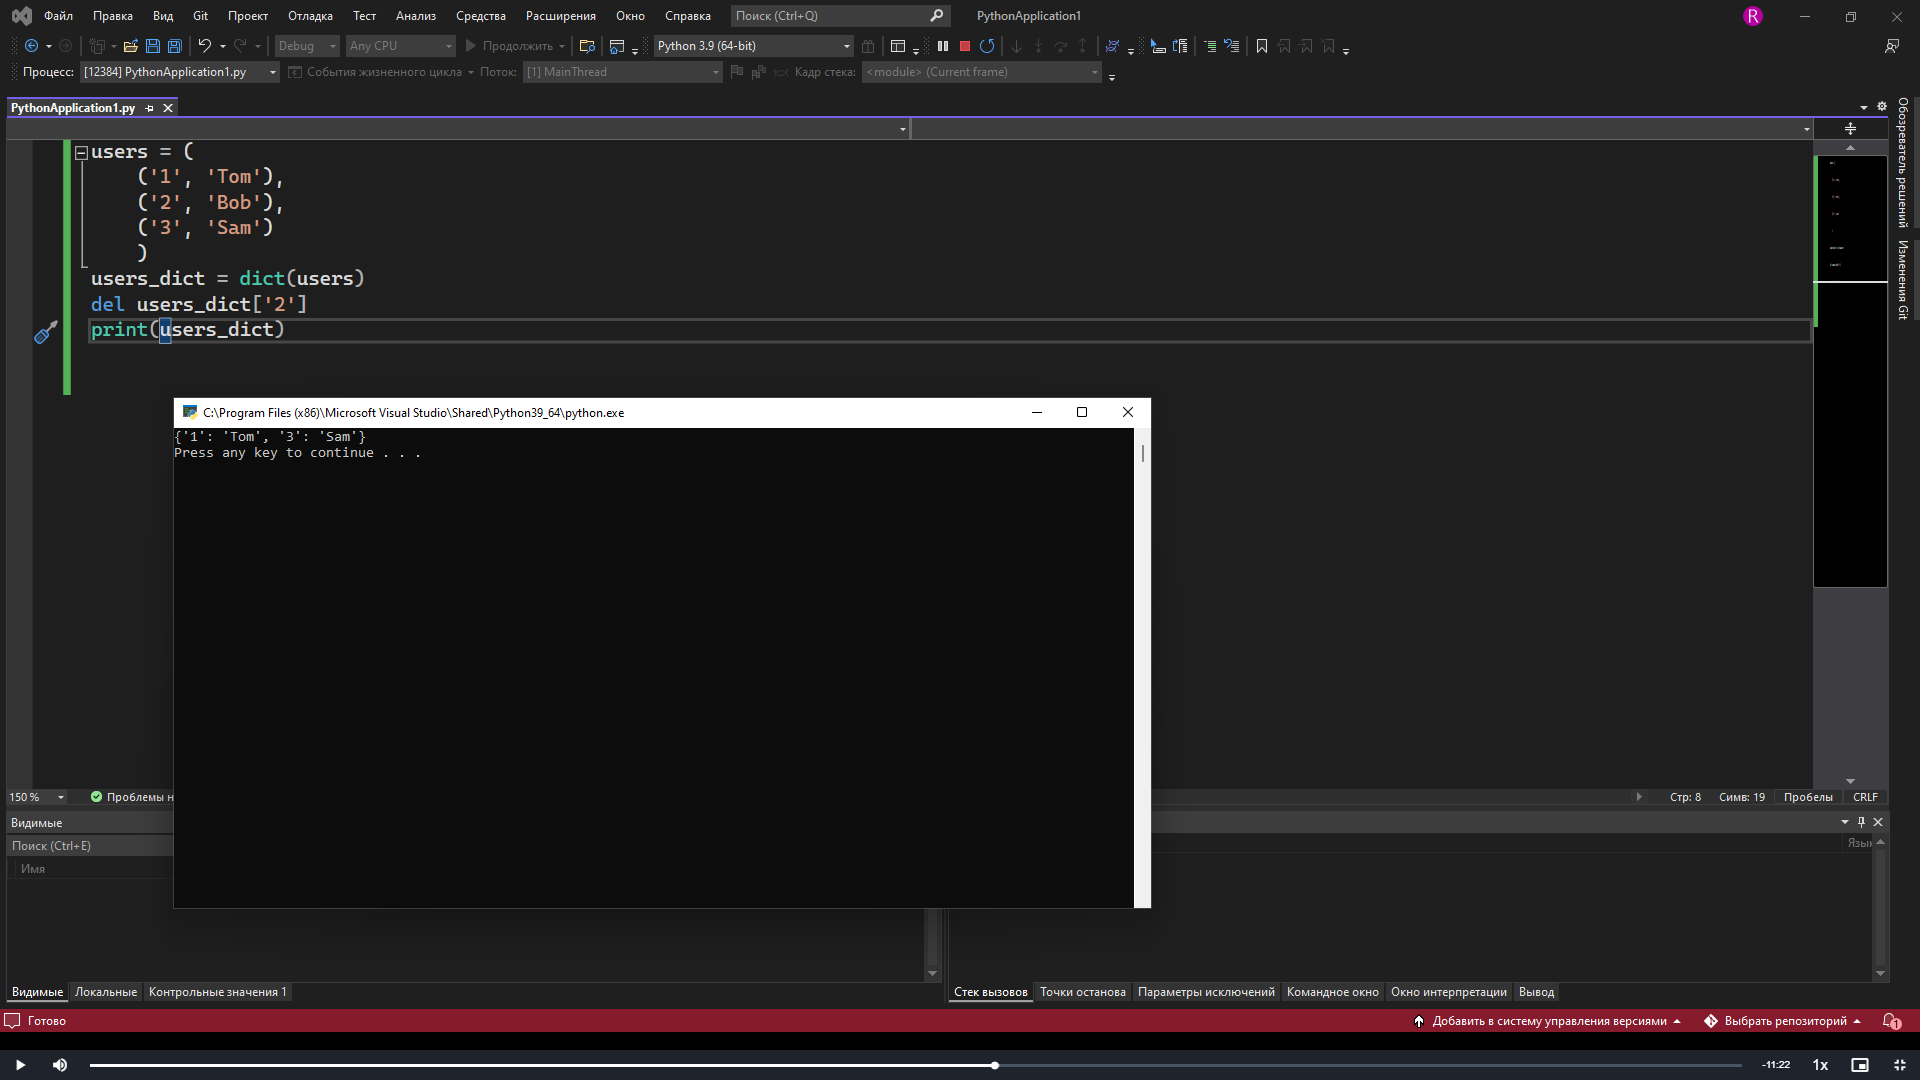 Файл Правка Вид Git Проект Отладка Тест Анализ Средства Расширения Окно Справка Поиск (Ctrl+Q) PythonApplication1 R
Debug Any CPU Продолжить Python 3.9 (64-bit)
Процесс: [12384] PythonApplication1.py События жизненного цикла Поток: [1] MainThread Кадр стека: <module> (Current frame)
PythonApplication1.py
Обозреватель решений
Изменения Git
users = (
('1', 'Tom'),
('2', 'Bob'),
('3', 'Sam')
)
users_dict = dict(users)
del users_dict['2']
print(users_dict)
C:\Program Files (x86)\Microsoft Visual Studio\Shared\Python39_64\python.exe
{'1': 'Tom', '3': 'Sam'}
Press any key to continue . . .
150 % Проблемы н Стр: 8 Симв: 19 Пробелы CRLF
Видимые
Поиск (Ctrl+E)
Язык
Имя
Видимые Локальные Контрольные значения 1 Стек вызовов Точки останова Параметры исключений Командное окно Окно интерпретации Вывод
Готово Добавить в систему управления версиями Выбрать репозиторий 1
-11:22 1x